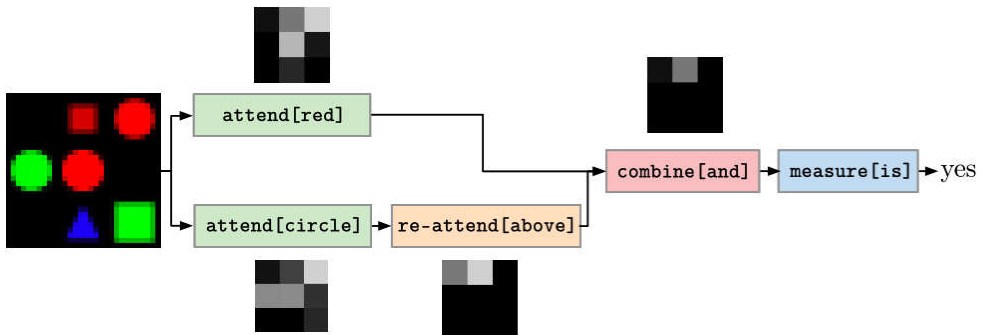 attend[red]
combine[and]
measure[is]
yes
attend[circle]
re-attend[above]